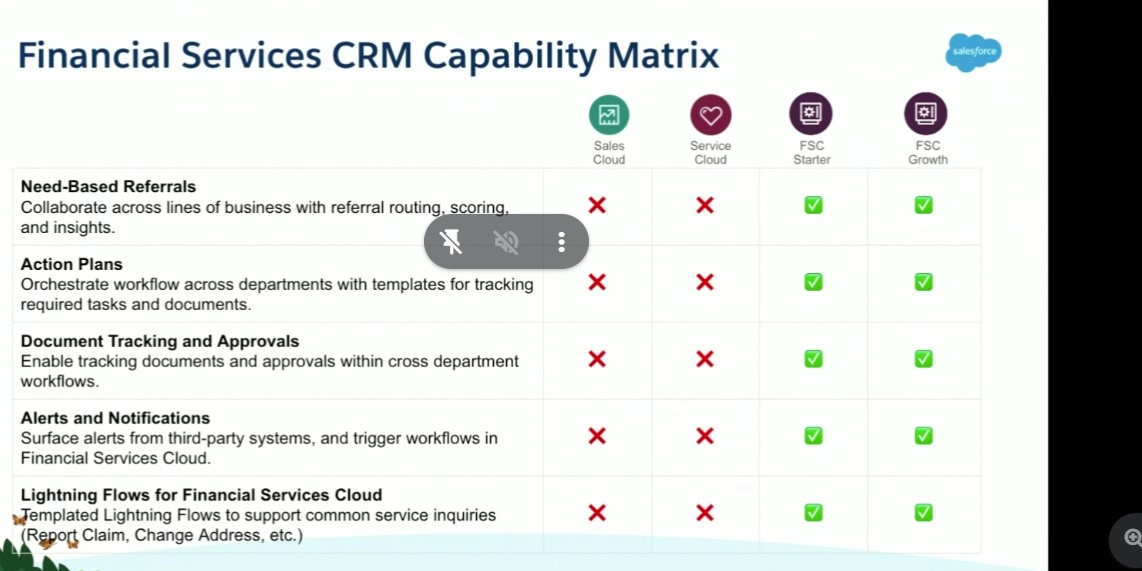 Financial Services CRM Capability Matrix
salesforce
Sales
Cloud
Service
Cloud
FSC
Starter
FSC
Growth
Need-Based Referrals
Collaborate across lines of business with referral routing, scoring,
and insights.
Action Plans
Orchestrate workflow across departments with templates for tracking
required tasks and documents.
Document Tracking and Approvals
Enable tracking documents and approvals within cross department
workflows.
Alerts and Notifications
Surface alerts from third-party systems, and trigger workflows in
Financial Services Cloud.
Lightning Flows for Financial Services Cloud
Templated Lightning Flows to support common service inquiries
(Report Claim, Change Address, etc.)